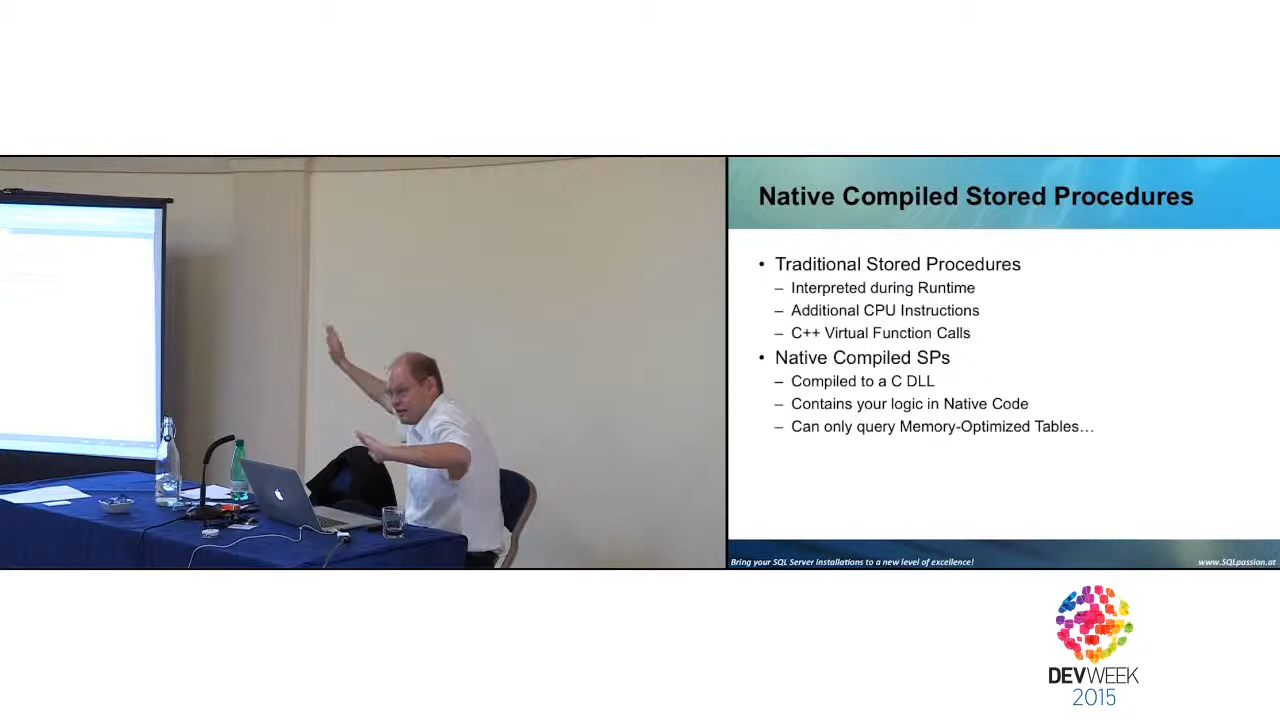 Native Compiled Stored Procedures
• Traditional Stored Procedures
– Interpreted during Runtime
– Additional CPU Instructions
– C++ Virtual Function Calls
• Native Compiled SPs
– Compiled to a C DLL
– Contains your logic in Native Code
– Can only query Memory-Optimized Tables…
Bring your SQL Server installations to a new level of excellence!
www.SQLpassion.at
DEVWEEK
2015